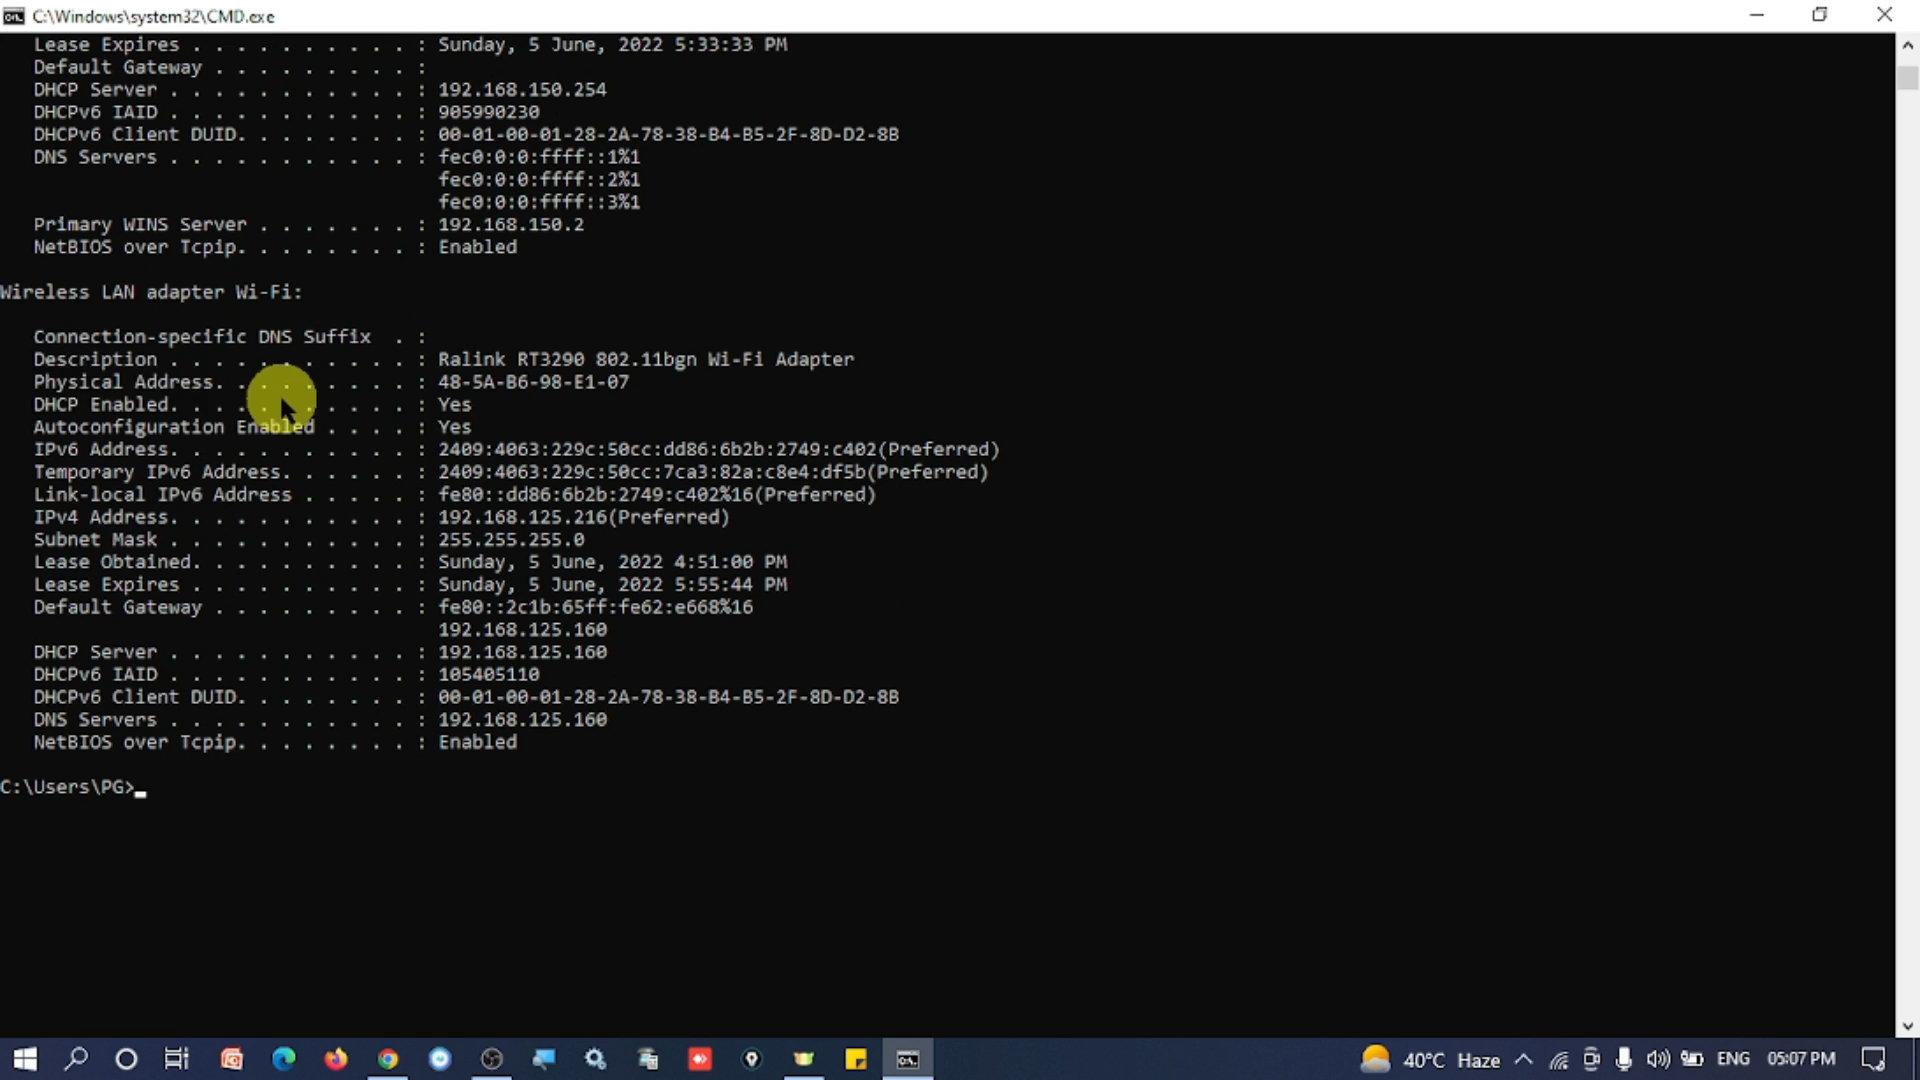 C:\Windows\system32\CMD.exe
Lease Expires . . . . . . . . . . : Sunday, 5 June, 2022 5:33:33 PM
Default Gateway . . . . . . . . . :
DHCP Server . . . . . . . . . . . : 192.168.150.254
DHCPv6 IAID . . . . . . . . . . . : 905990230
DHCPv6 Client DUID. . . . . . . . : 00-01-00-01-28-2A-78-38-B4-B5-2F-8D-D2-8B
DNS Servers . . . . . . . . . . . : fec0:0:0:ffff::1%1
fec0:0:0:ffff::2%1
fec0:0:0:ffff::3%1
Primary WINS Server . . . . . . . : 192.168.150.2
NetBIOS over Tcpip. . . . . . . . : Enabled
Wireless LAN adapter Wi-Fi:
Connection-specific DNS Suffix  . :
Description . . . . . . . . . . . : Ralink RT3290 802.11bgn Wi-Fi Adapter
Physical Address. . . . . . . . . : 48-5A-B6-98-E1-07
DHCP Enabled. . . . . . . . . . . : Yes
Autoconfiguration Enabled . . . . : Yes
IPv6 Address. . . . . . . . . . . : 2409:4063:229c:50cc:dd86:6b2b:2749:c402(Preferred)
Temporary IPv6 Address. . . . . . : 2409:4063:229c:50cc:7ca3:82a:c8e4:df5b(Preferred)
Link-local IPv6 Address . . . . . : fe80::dd86:6b2b:2749:c402%16(Preferred)
IPv4 Address. . . . . . . . . . . : 192.168.125.216(Preferred)
Subnet Mask . . . . . . . . . . . : 255.255.255.0
Lease Obtained. . . . . . . . . . : Sunday, 5 June, 2022 4:51:00 PM
Lease Expires . . . . . . . . . . : Sunday, 5 June, 2022 5:55:44 PM
Default Gateway . . . . . . . . . : fe80::2c1b:65ff:fe62:e668%16
192.168.125.160
DHCP Server . . . . . . . . . . . : 192.168.125.160
DHCPv6 IAID . . . . . . . . . . . : 105405110
DHCPv6 Client DUID. . . . . . . . : 00-01-00-01-28-2A-78-38-B4-B5-2F-8D-D2-8B
DNS Servers . . . . . . . . . . . : 192.168.125.160
NetBIOS over Tcpip. . . . . . . . : Enabled
C:\Users\PG>_
40°C Haze ENG 05:07 PM